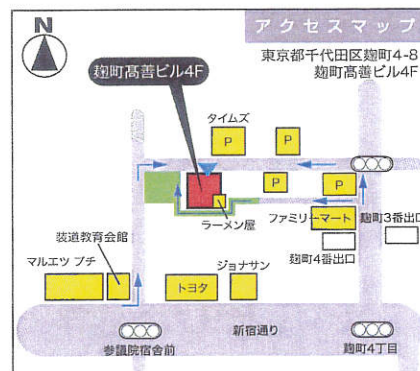 アクセスマップ
東京都千代田区麹町4-8
麹町髙善ビル4F
N
麹町髙善ビル4F
タイムズ
P
P
P
P
ラーメン屋
ファミリーマート
麹町3番出口
麹町4番出口
装道教育会館
マルエツ プチ
トヨタ
ジョナサン
新宿通り
参議院宿舎前
麹町4丁目